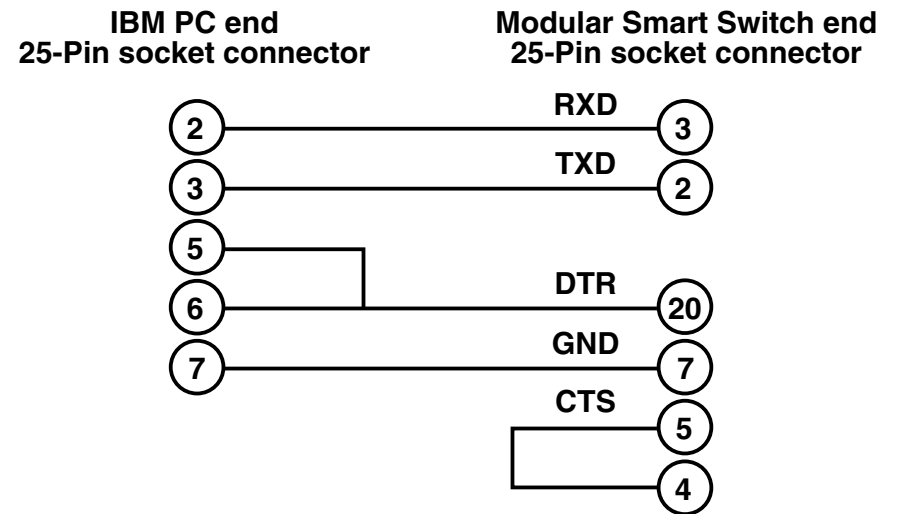 IBM PC end
25-Pin socket connector
Modular Smart Switch end
25-Pin socket connector
2 RXD 3
3 TXD 2
5
6 DTR 20
7 GND 7
CTS 5
4